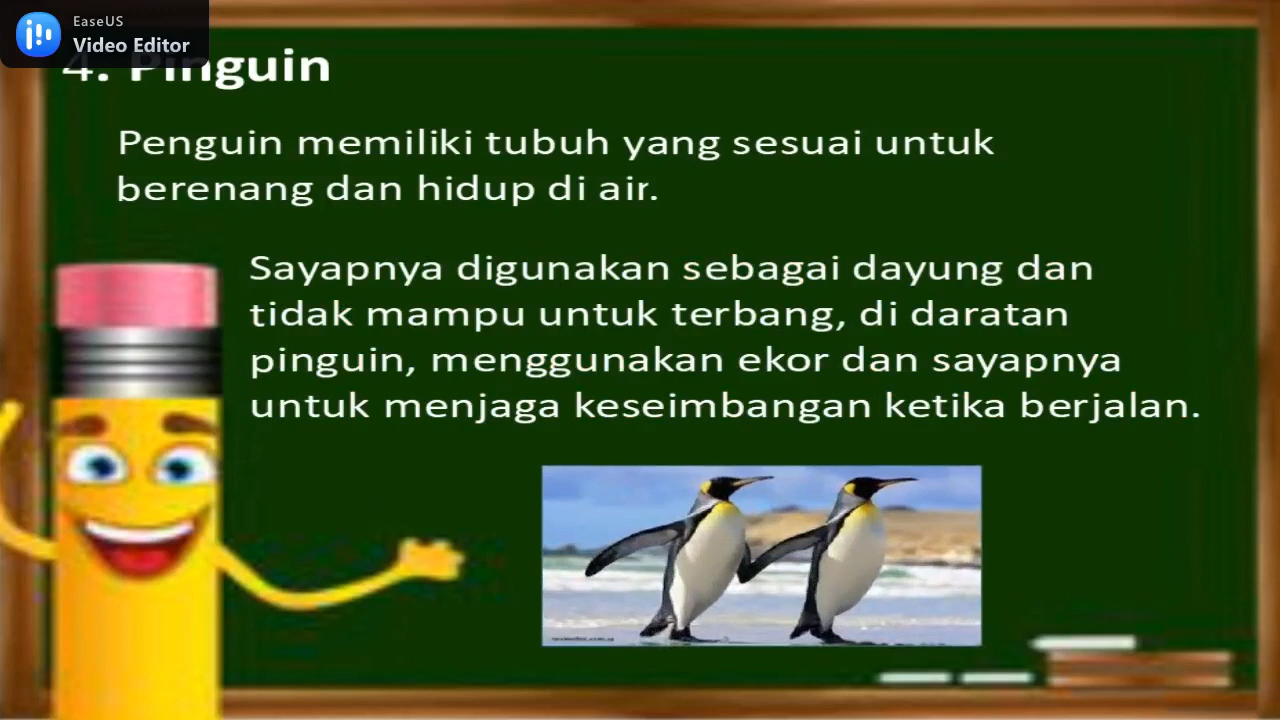 EaseUS
Video Editor
4. Pinguin
Penguin memiliki tubuh yang sesuai untuk
berenang dan hidup di air.
Sayapnya digunakan sebagai dayung dan
tidak mampu untuk terbang, di daratan
pinguin, menggunakan ekor dan sayapnya
untuk menjaga keseimbangan ketika berjalan.